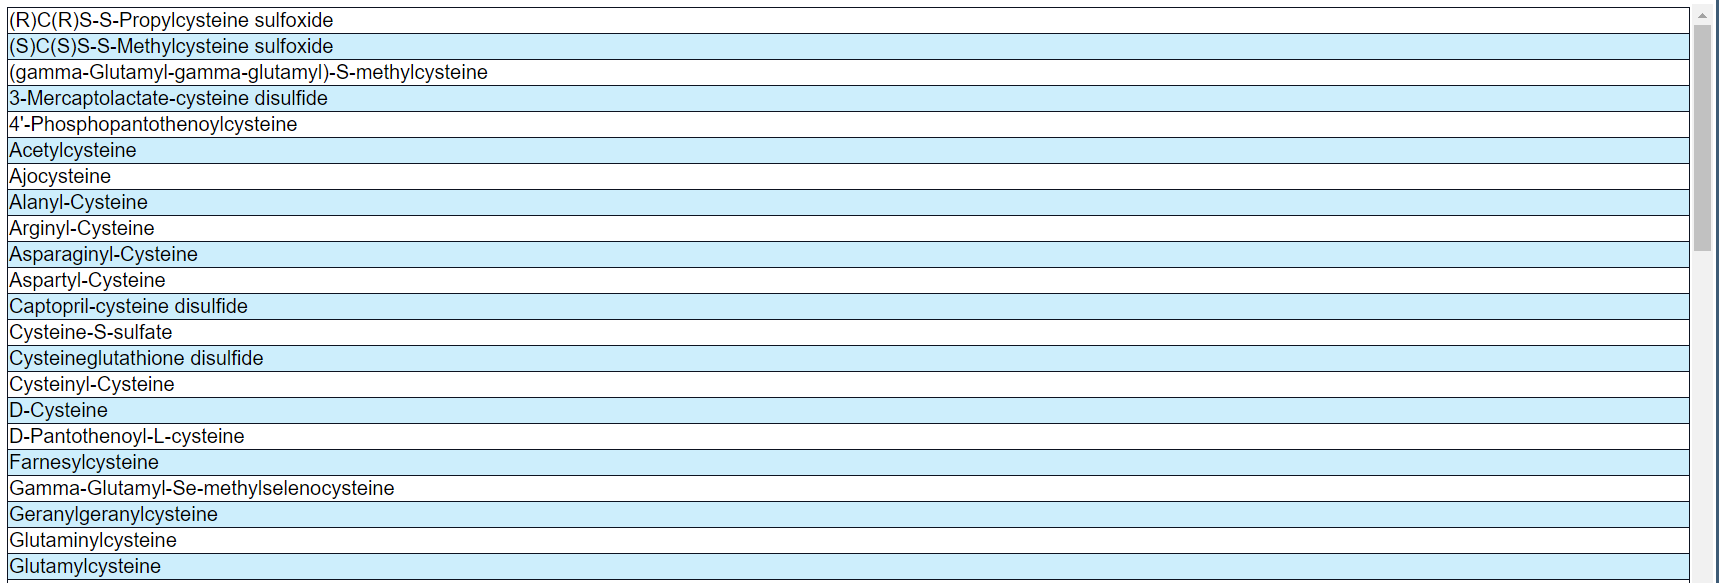 (R)C(R)S-S-Propylcysteine sulfoxide
(S)C(S)S-S-Methylcysteine sulfoxide
(gamma-Glutamyl-gamma-glutamyl)-S-methylcysteine
3-Mercaptolactate-cysteine disulfide
4'-Phosphopantothenoylcysteine
Acetylcysteine
Ajocysteine
Alanyl-Cysteine
Arginyl-Cysteine
Asparaginyl-Cysteine
Aspartyl-Cysteine
Captopril-cysteine disulfide
Cysteine-S-sulfate
Cysteineglutathione disulfide
Cysteinyl-Cysteine
D-Cysteine
D-Pantothenoyl-L-cysteine
Farnesylcysteine
Gamma-Glutamyl-Se-methylselenocysteine
Geranylgeranylcysteine
Glutaminylcysteine
Glutamylcysteine